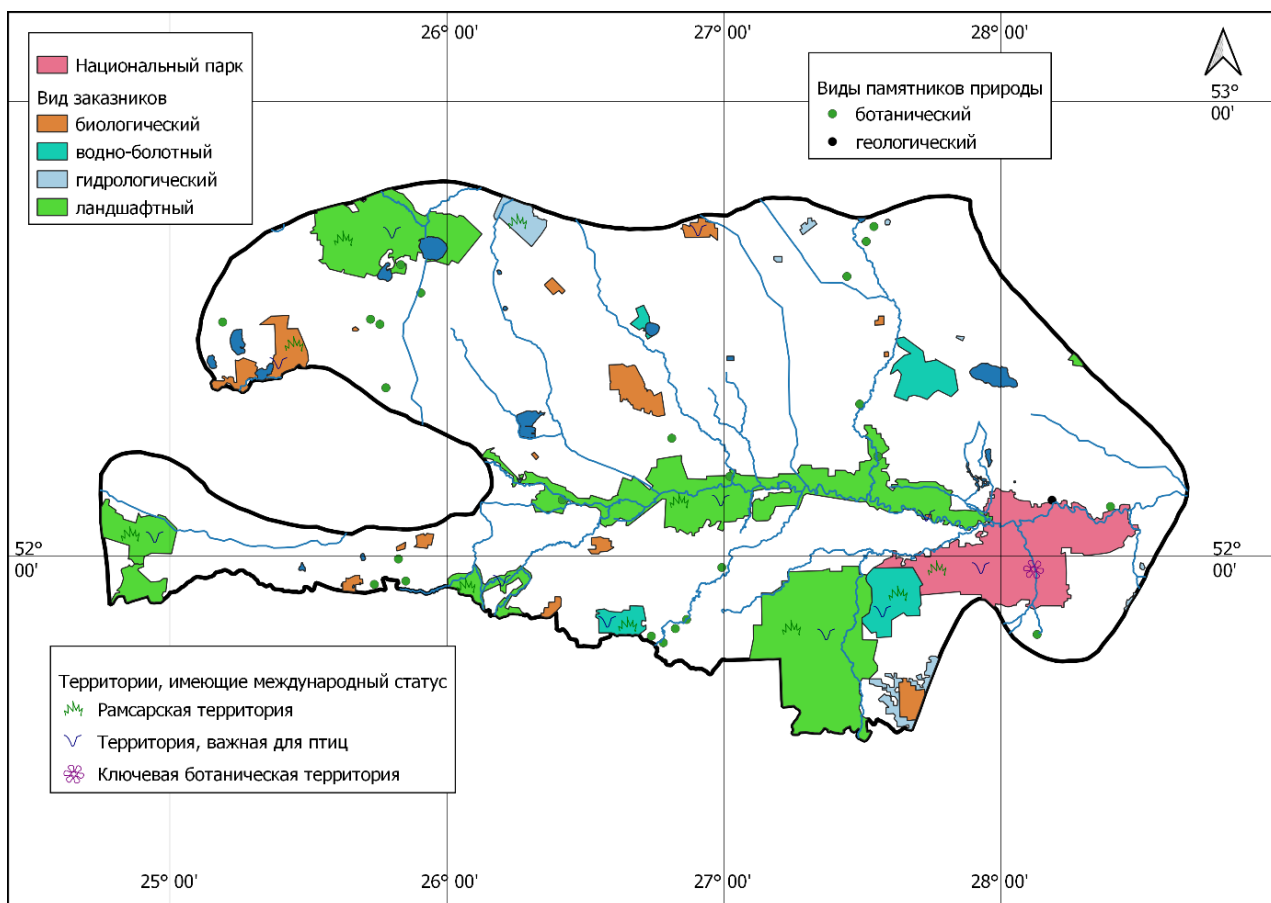 26° 00'
27° 00'
28° 00'
Национальный парк
Вид заказников
биологический
водно-болотный
гидрологический
ландшафтный
Виды памятников природы
ботанический
геологический
53°
00'
52°
00'
52°
00'
Территории, имеющие международный статус
Рамсарская территория
Территория, важная для птиц
Ключевая ботаническая территория
25° 00'
26° 00'
27° 00'
28° 00'